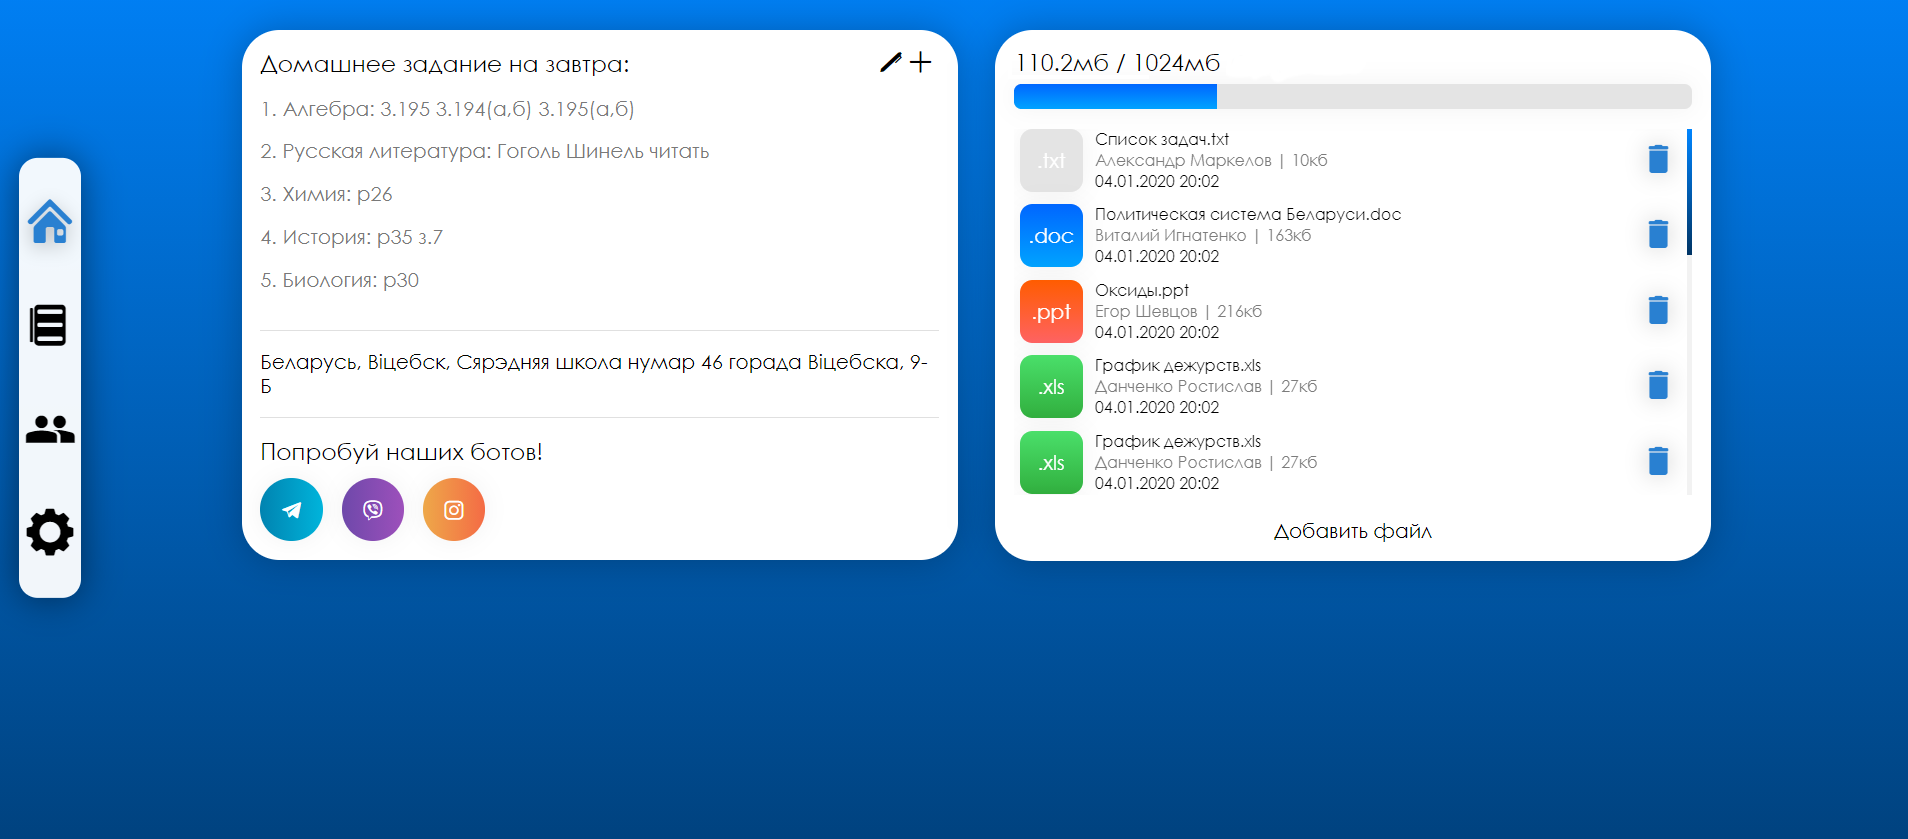 Домашнее задание на завтра:
1. Алгебра: 3.195 3.194(а,б) 3.195(а,б)
2. Русская литература: Гоголь Шинель читать
3. Химия: р26
4. История: р35 з.7
5. Биология: р30
Беларусь, Віцебск, Сярэдняя школа нумар 46 горада Віцебска, 9-
Б
Попробуй наших ботов!
110.2мб / 1024мб
.txt
Список задач.txt
Александр Маркелов | 10кб
04.01.2020 20:02
.doc
Политическая система Беларуси.doc
Виталий Игнатенко | 163кб
04.01.2020 20:02
.ppt
Оксиды.ppt
Егор Шевцов | 216кб
04.01.2020 20:02
.xls
График дежурств.xls
Данченко Ростислав | 27кб
04.01.2020 20:02
.xls
График дежурств.xls
Данченко Ростислав | 27кб
04.01.2020 20:02
Добавить файл